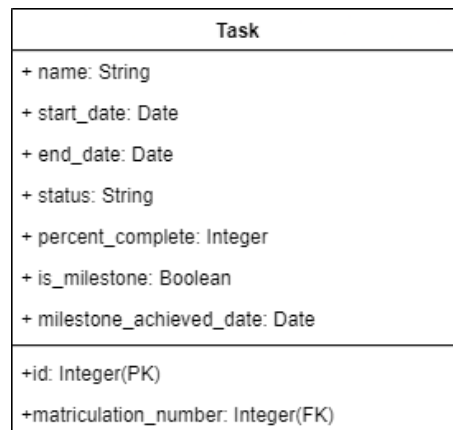 Task
+ name: String
+ start_date: Date
+ end_date: Date
+ status: String
+ percent_complete: Integer
+ is_milestone: Boolean
+ milestone_achieved_date: Date
+id: Integer(PK)
+matriculation_number: Integer(FK)